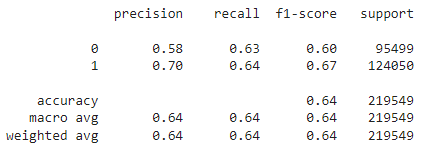 precision recall f1-score support
0 0.58 0.63 0.60 95499
1 0.70 0.64 0.67 124050
accuracy 0.64 219549
macro avg 0.64 0.64 0.64 219549
weighted avg 0.64 0.64 0.64 219549